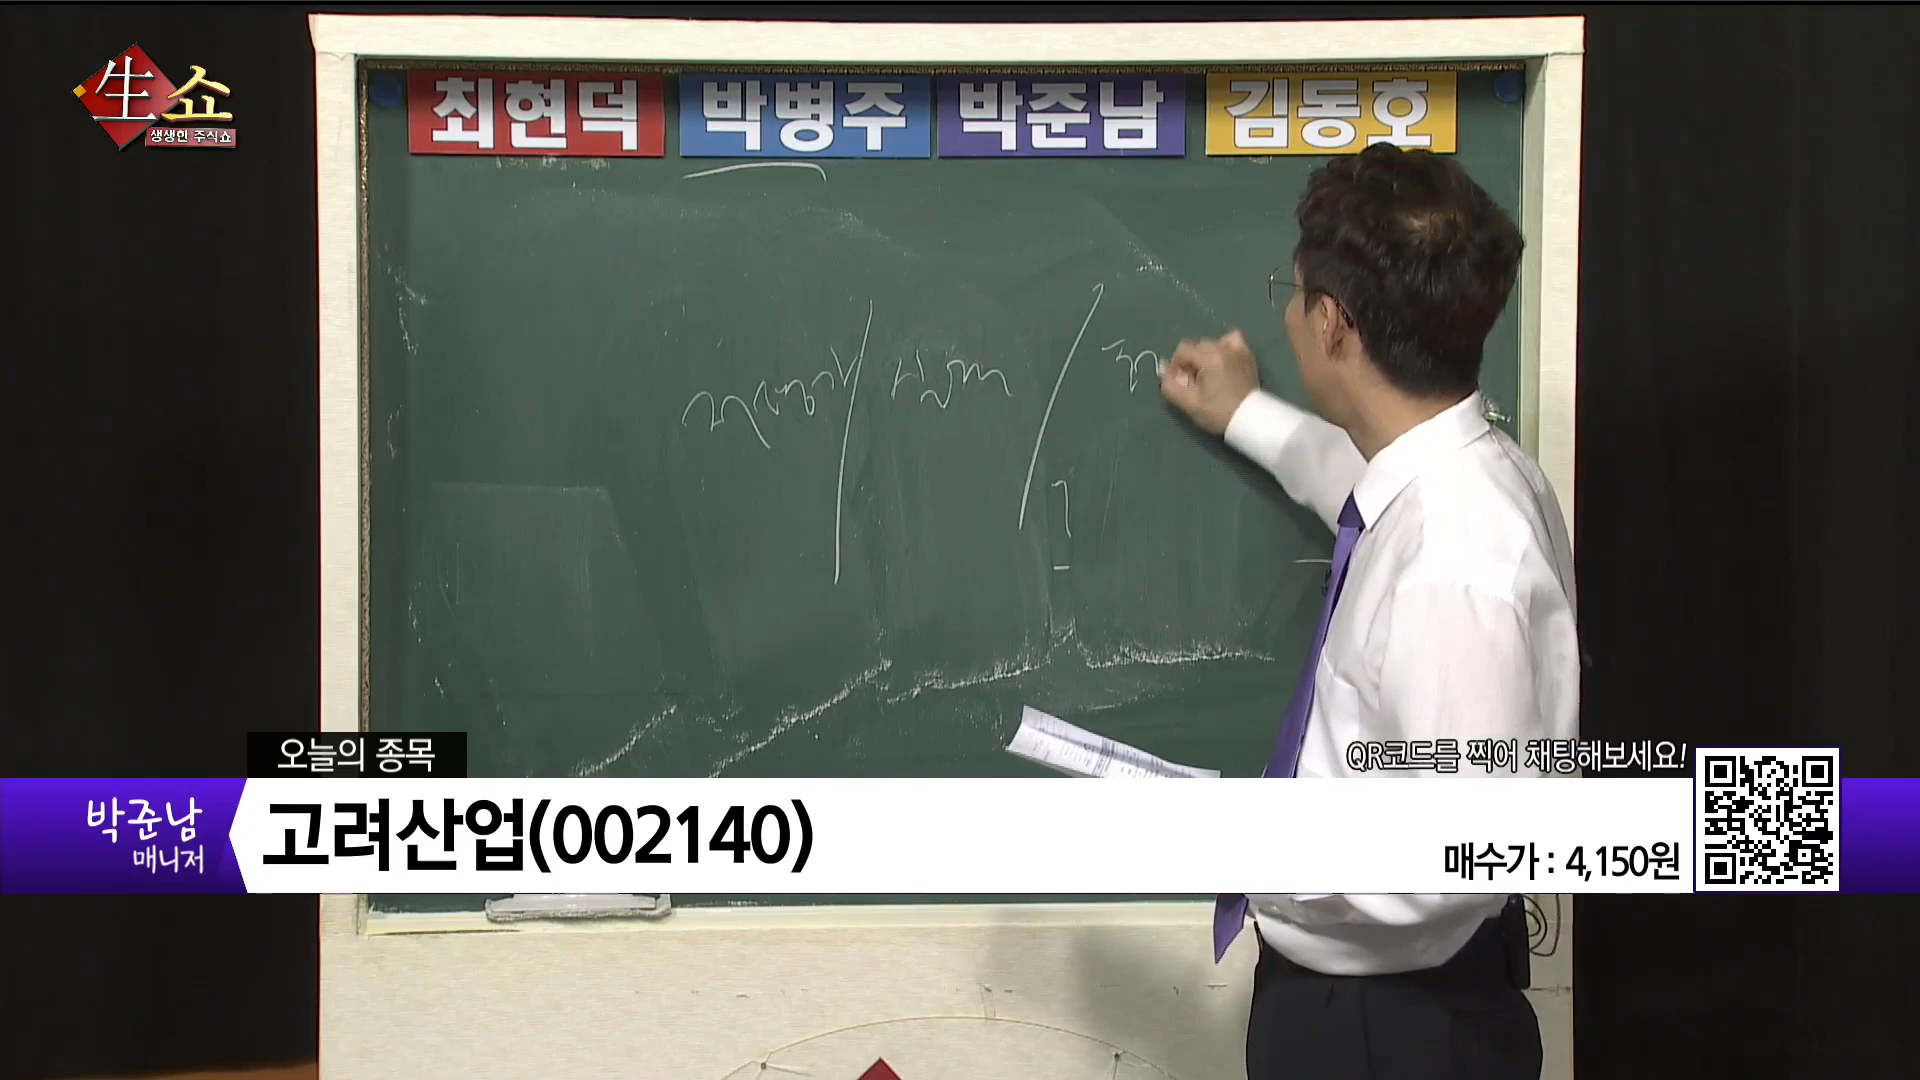 生쇼
생생한 주식쇼
최현덕 박병주 박준남 김동호
오늘의 종목
QR코드를 찍어 채팅해보세요!
박준남
매니저
고려산업(002140)
매수가 : 4,150원